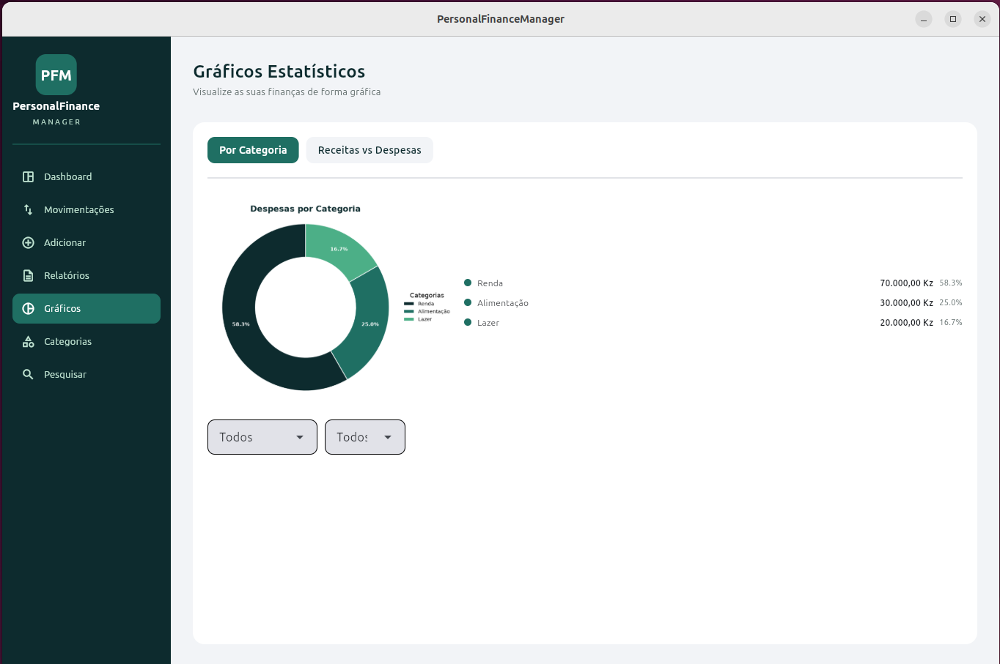 PersonalFinanceManager
PFM
PersonalFinance
MANAGER
Dashboard
Movimentações
Adicionar
Relatórios
Gráficos
Categorias
Pesquisar
Gráficos Estatísticos
Visualize as suas finanças de forma gráfica
Por Categoria
Receitas vs Despesas
Despesas por Categoria
16.7%
58.3%
25.0%
Categorias
Renda
Alimentação
Lazer
Renda 70.000,00 Kz 58.3%
Alimentação 30.000,00 Kz 25.0%
Lazer 20.000,00 Kz 16.7%
Todos
Todos